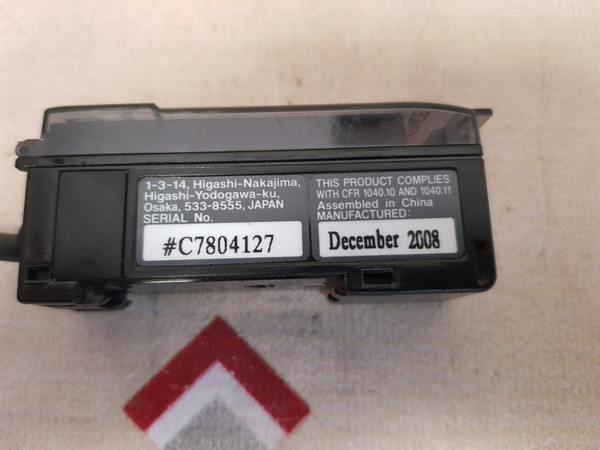 1-3-14, Higashi-Nakajima,
Higashi-Yodogawa-ku,
Osaka, 533-8555, JAPAN
SERIAL No.
#C7804127
THIS PRODUCT COMPLIES
WITH CFR 1040.10 AND 1040.11
Assembled in China
MANUFACTURED:
December 2008